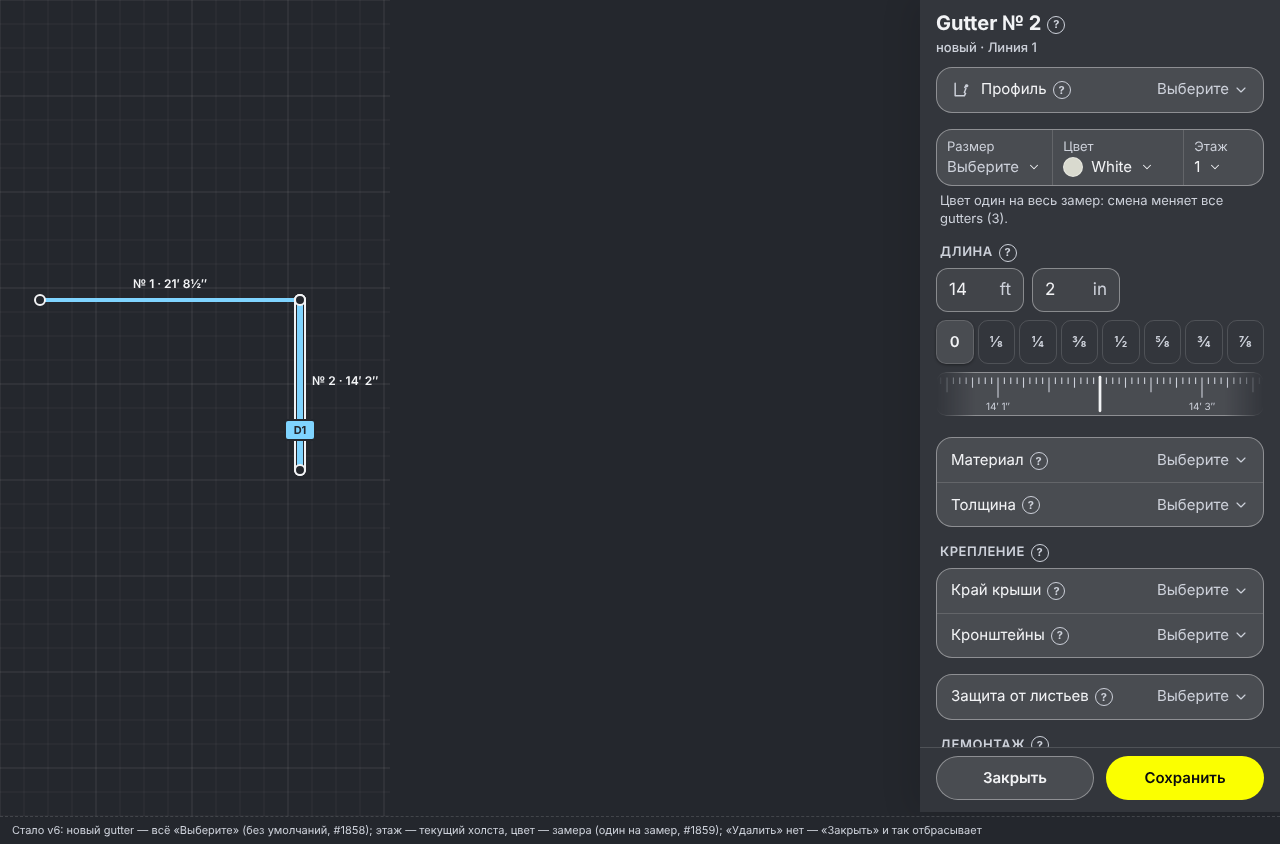 Gutter № 2 ?
новый · Линия 1
Профиль ? Выберите
Размер Цвет Этаж
Выберите White 1
Цвет один на весь замер: смена меняет все
gutters (3).
ДЛИНА ?
14 ft 2 in
0 ⅛ ¼ ⅜ ½ ⅝ ¾ ⅞
14′ 1″ 14′ 3″
Материал ? Выберите
Толщина ? Выберите
КРЕПЛЕНИЕ ?
Край крыши ? Выберите
Кронштейны ? Выберите
Защита от листьев ? Выберите
ДЕМОНТАЖ ?
Закрыть Сохранить
№ 1 · 21′ 8½″
№ 2 · 14′ 2″
D1
Стало v6: новый gutter — всё «Выберите» (без умолчаний, #1858); этаж — текущий холста, цвет — замера (один на замер, #1859); «Удалить» нет — «Закрыть» и так отбрасывает